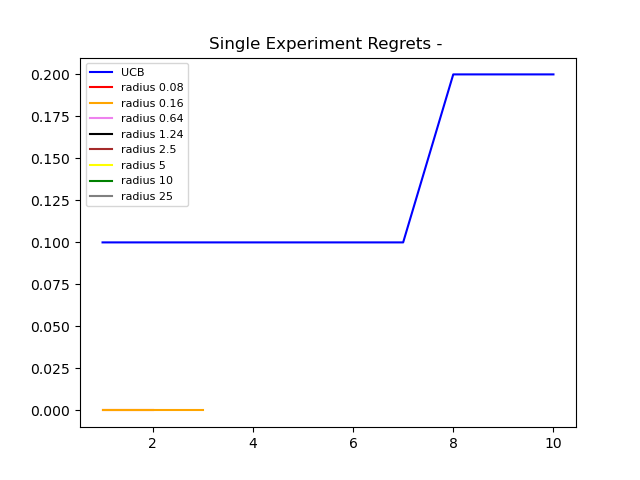 Single Experiment Regrets -
0.200
0.175
0.150
0.125
0.100
0.075
0.050
0.025
0.000
UCB
radius 0.08
radius 0.16
radius 0.64
radius 1.24
radius 2.5
radius 5
radius 10
radius 25
2 4 6 8 10